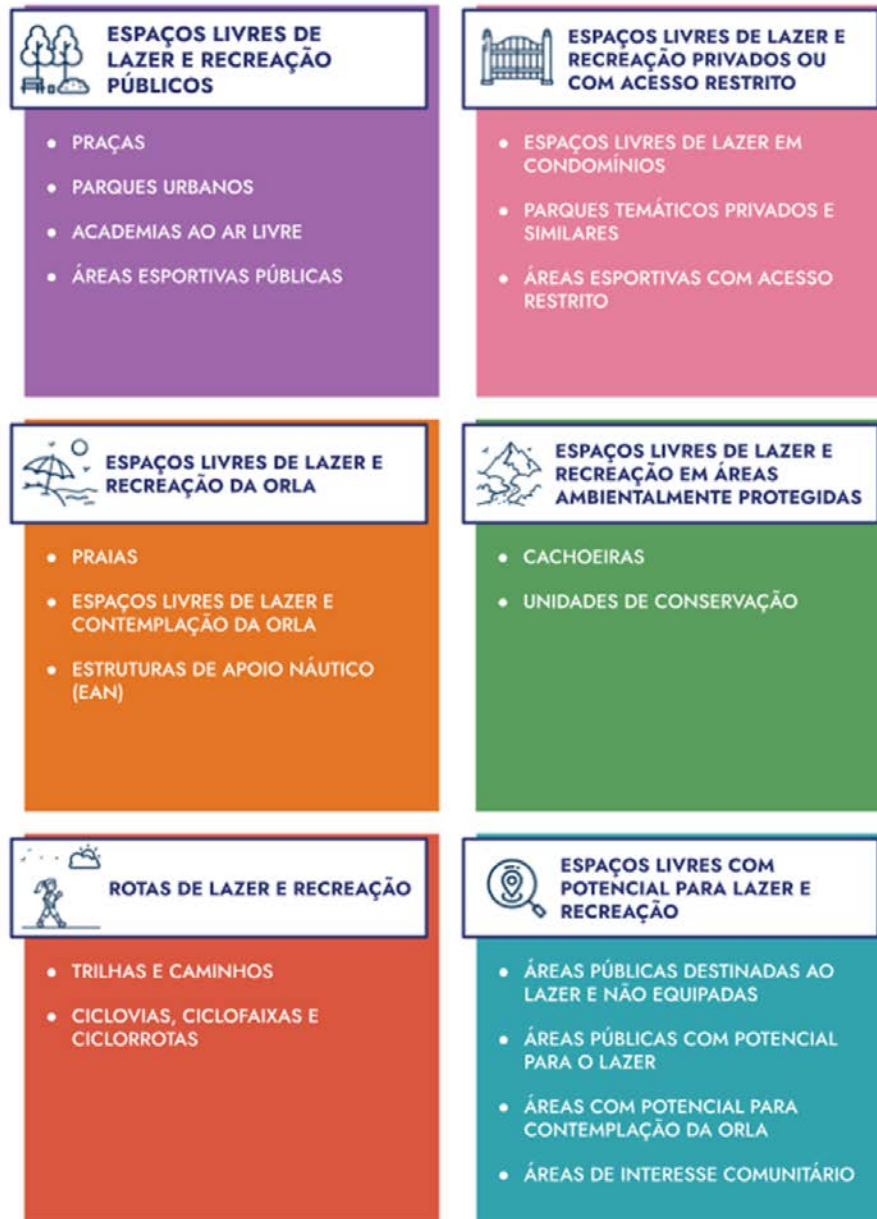 ESPAÇOS LIVRES DE
LAZER E RECREAÇÃO
PÚBLICOS
● PRAÇAS
● PARQUES URBANOS
● ACADEMIAS AO AR LIVRE
● ÁREAS ESPORTIVAS PÚBLICAS
ESPAÇOS LIVRES DE LAZER E
RECREAÇÃO PRIVADOS OU
COM ACESSO RESTRITO
● ESPAÇOS LIVRES DE LAZER EM
CONDOMÍNIOS
● PARQUES TEMÁTICOS PRIVADOS E
SIMILARES
● ÁREAS ESPORTIVAS COM ACESSO
RESTRITO
ESPAÇOS LIVRES DE LAZER E
RECREAÇÃO DA ORLA
● PRAIAS
● ESPAÇOS LIVRES DE LAZER E
CONTEMPLAÇÃO DA ORLA
● ESTRUTURAS DE APOIO NÁUTICO
(EAN)
ESPAÇOS LIVRES DE LAZER E
RECREAÇÃO EM ÁREAS
AMBIENTALMENTE PROTEGIDAS
● CACHOEIRAS
● UNIDADES DE CONSERVAÇÃO
ROTAS DE LAZER E RECREAÇÃO
● TRILHAS E CAMINHOS
● CICLOVIAS, CICLOFAIXAS E
CICLORROTAS
ESPAÇOS LIVRES COM
POTENCIAL PARA LAZER E
RECREAÇÃO
● ÁREAS PÚBLICAS DESTINADAS AO
LAZER E NÃO EQUIPADAS
● ÁREAS PÚBLICAS COM POTENCIAL
PARA O LAZER
● ÁREAS COM POTENCIAL PARA
CONTEMPLAÇÃO DA ORLA
● ÁREAS DE INTERESSE COMUNITÁRIO